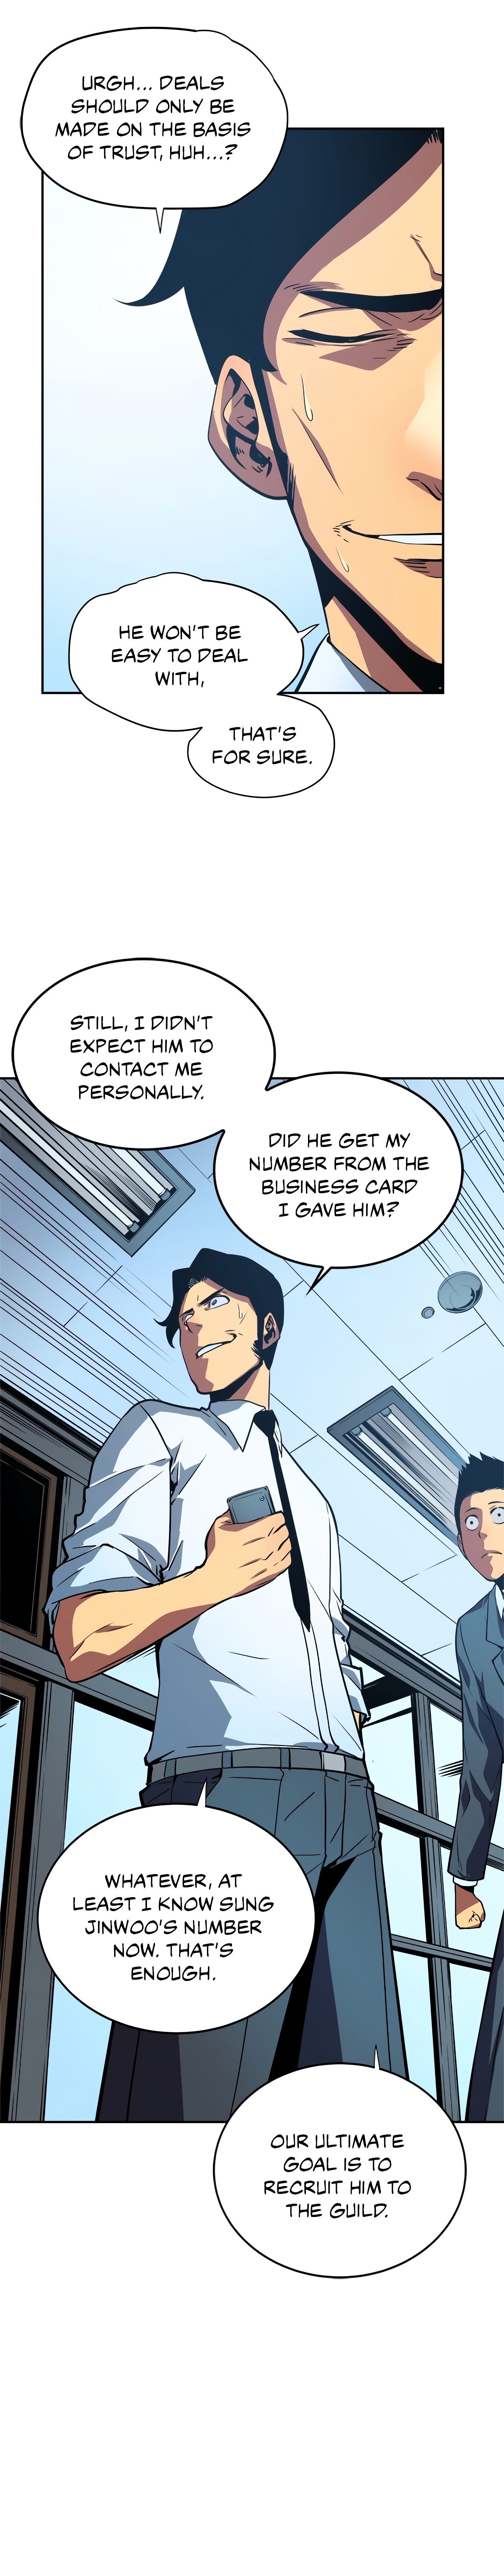 URGH... DEALS
SHOULD ONLY BE
MADE ON THE BASIS
OF TRUST, HUH...?
HE WON'T BE
EASY TO DEAL
WITH,
THAT'S
FOR SURE.
STILL, I DIDN'T
EXPECT HIM TO
CONTACT ME
PERSONALLY.
DID HE GET MY
NUMBER FROM THE
BUSINESS CARD
I GAVE HIM?
WHATEVER, AT
LEAST I KNOW SUNG
JINWOO'S NUMBER
NOW. THAT'S
ENOUGH.
OUR ULTIMATE
GOAL IS TO
RECRUIT HIM TO
THE GUILD.